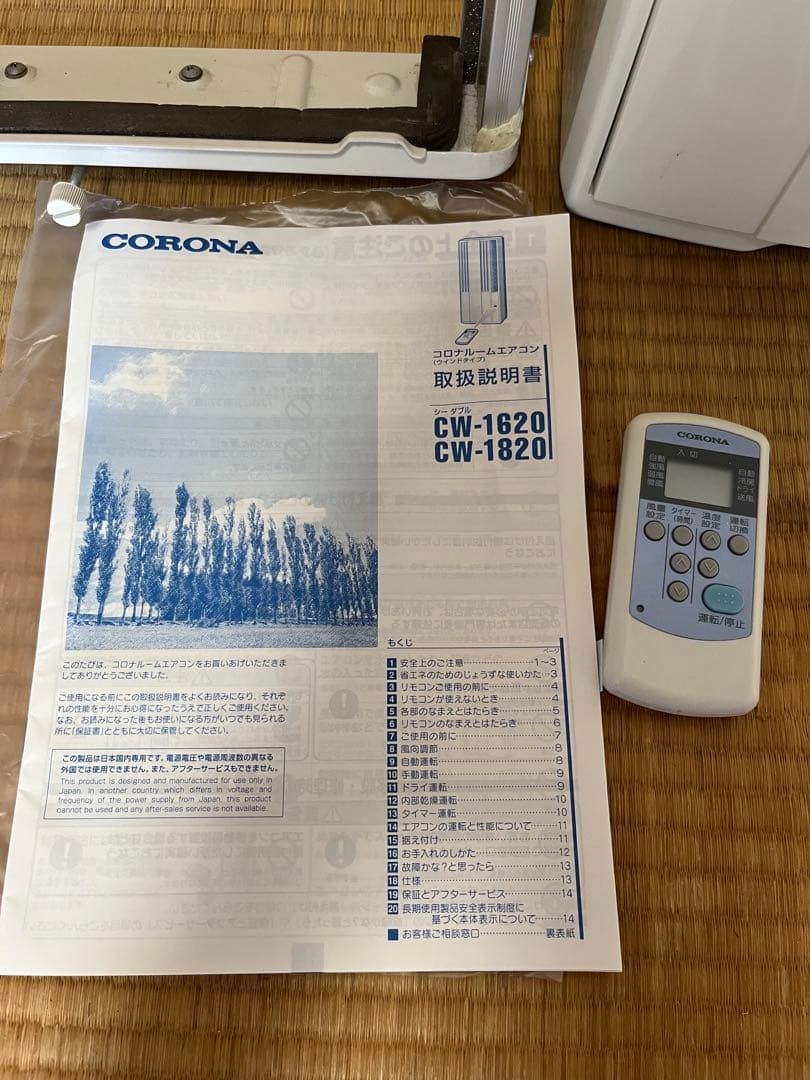 CORONA
コロナルームエアコン
(ウインドタイプ)
取扱説明書
シー ダブル
CW-1620
CW-1820
このたびは、コロナルームエアコンをお買いあげいただきま
してありがとうございました。
ご使用になる前にこの取扱説明書をよくお読みになり、それぞ
れの性能を十分にお心得になったうえで正しくご使用ください。
なお、お読みになった後もお使いになる方がいつでも見られる
所に「保証書」とともに大切に保管してください。
この製品は日本国内専用です。電源電圧や電源周波数の異なる
外国では使用できません。また、アフターサービスもできません。
This product is designed and manufactured for use only in
Japan. In another country which differs in voltage and
frequency of the power supply from Japan, this product
cannot be used and any after-sales service is not available.
もくじ
ページ
1 安全上のご注意 1〜3
2 省エネのためのじょうずな使いかた 3
3 リモコンご使用の前に 4
4 リモコンが使えないとき 4
5 各部のなまえとはたらき 5
6 リモコンのなまえとはたらき 6
7 ご使用の前に 7
8 風向調節 8
9 自動運転 8
10 手動運転 9
11 ドライ運転 9
12 内部乾燥運転 10
13 タイマー運転 10
14 エアコンの運転と性能について 11
15 据え付け 11
16 お手入れのしかた 12
17 故障かな?と思ったら 13
18 仕様 13
19 保証とアフターサービス 14
20 長期使用製品安全表示制度に
基づく本体表示について 14
お客様ご相談窓口 裏表紙
CORONA
入 切
自動
強風
弱風
微風
自動
冷房
ドライ
送風
風量
設定
タイマー
(時間)
温度
設定
運転
切換
運転/停止